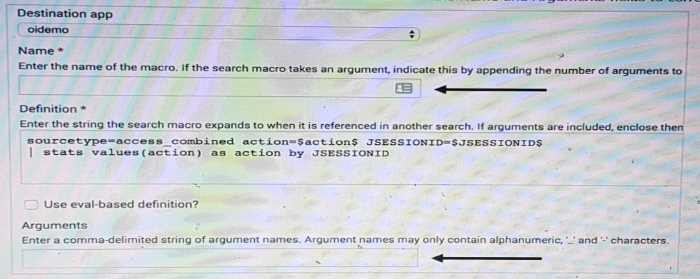 Destination app
oidemo
Name *
Enter the name of the macro. If the search macro takes an argument, indicate this by appending the number of arguments to
Definition *
Enter the string the search macro expands to when it is referenced in another search. If arguments are included, enclose then
sourcetype=access_combined action=$action$ JSESSIONID=$JSESSIONID$
| stats values(action) as action by JSESSIONID
Use eval-based definition?
Arguments
Enter a comma-delimited string of argument names. Argument names may only contain alphanumeric, '_' and '-' characters.